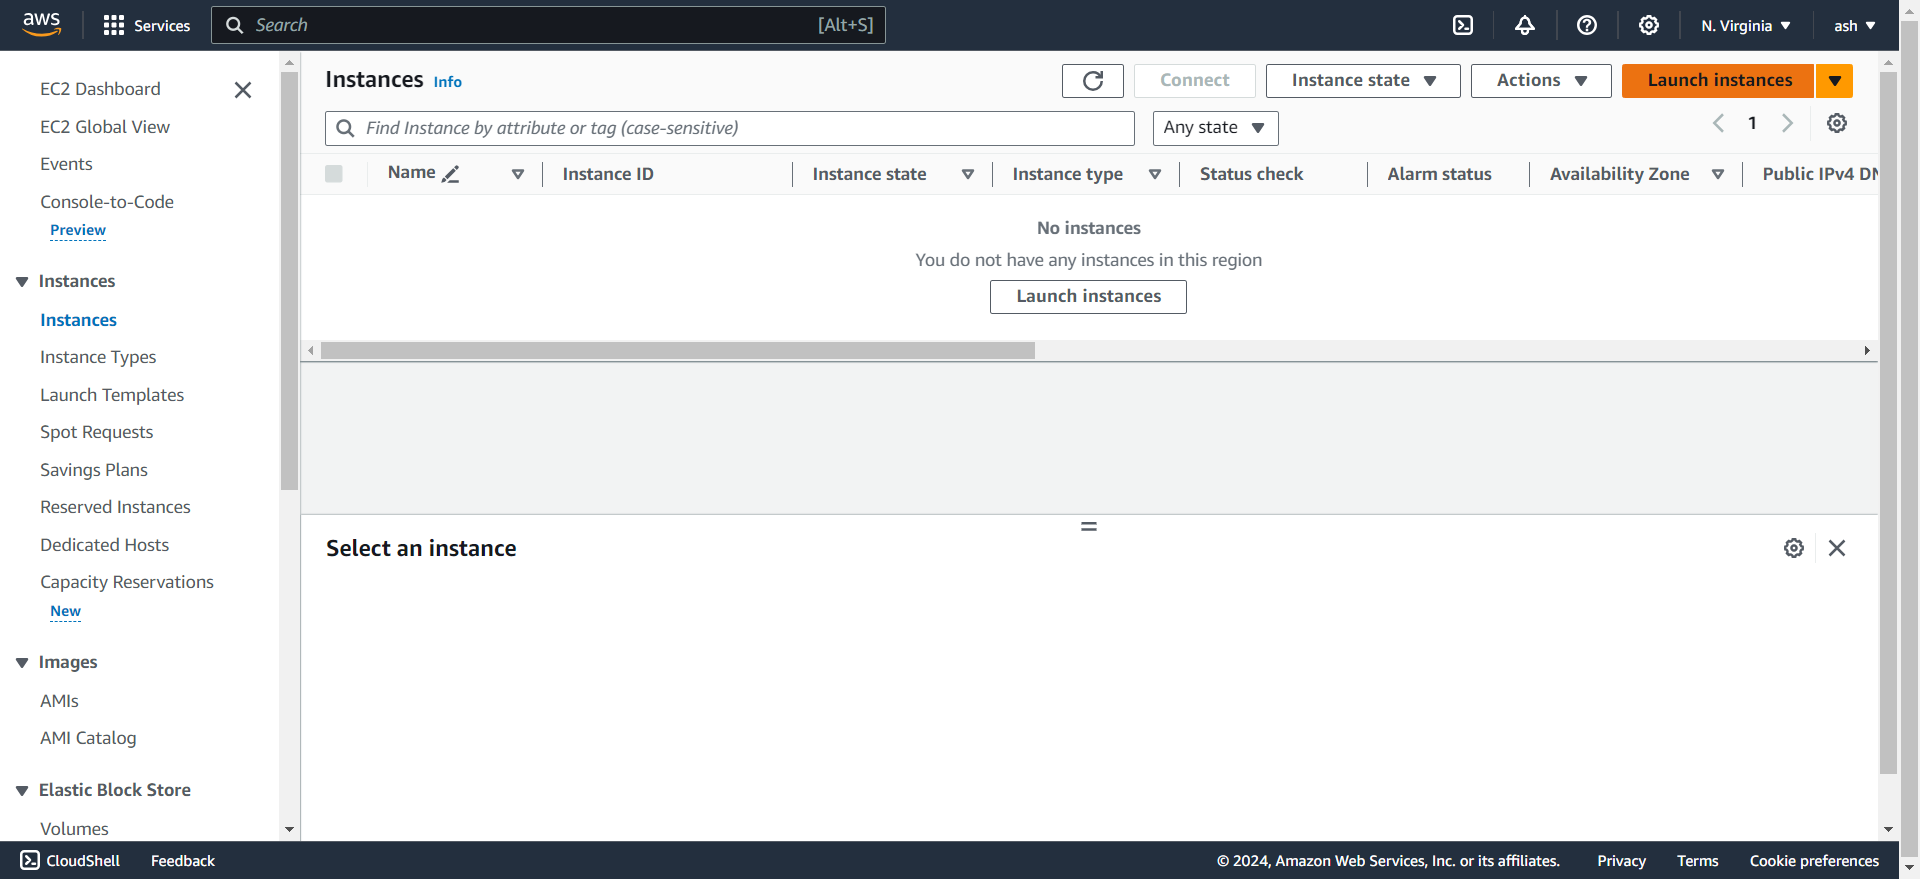 aws
Services
Search [Alt+S]
N. Virginia
ash
EC2 Dashboard
EC2 Global View
Events
Console-to-Code
Preview
Instances
Instances
Instance Types
Launch Templates
Spot Requests
Savings Plans
Reserved Instances
Dedicated Hosts
Capacity Reservations
New
Images
AMIs
AMI Catalog
Elastic Block Store
Volumes
Instances Info
Connect
Instance state
Actions
Launch instances
Find Instance by attribute or tag (case-sensitive)
Any state
1
Name
Instance ID
Instance state
Instance type
Status check
Alarm status
Availability Zone
Public IPv4 DN
No instances
You do not have any instances in this region
Launch instances
Select an instance
CloudShell
Feedback
© 2024, Amazon Web Services, Inc. or its affiliates.
Privacy
Terms
Cookie preferences